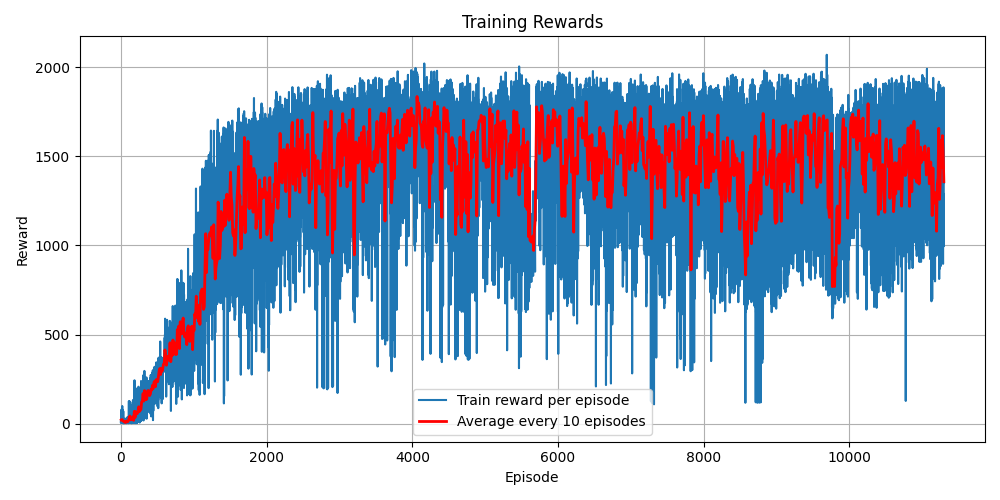 Training Rewards
Reward
2000
1500
1000
500
0
Train reward per episode
Average every 10 episodes
0 2000 4000 6000 8000 10000
Episode